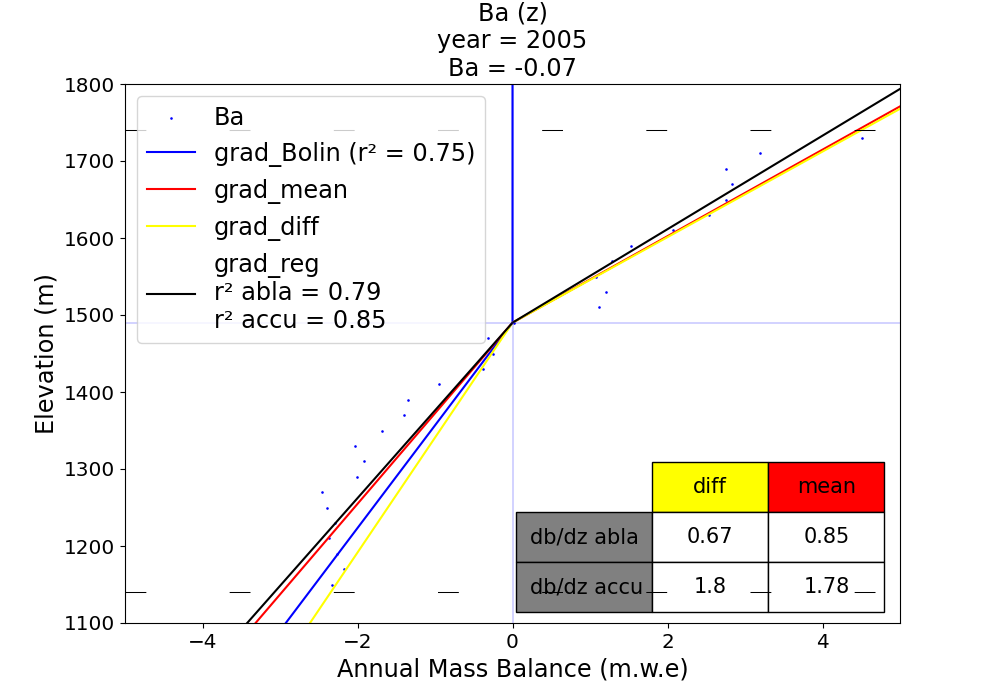 Ba (z)
year = 2005
Ba = -0.07
1800
1700
1600
1500
1400
1300
1200
1100
Elevation (m)
Ba
grad_Bolin (r² = 0.75)
grad_mean
grad_diff
grad_reg
r² abla = 0.79
r² accu = 0.85
diff mean
db/dz abla 0.67 0.85
db/dz accu 1.8 1.78
−4 −2 0 2 4
Annual Mass Balance (m.w.e)